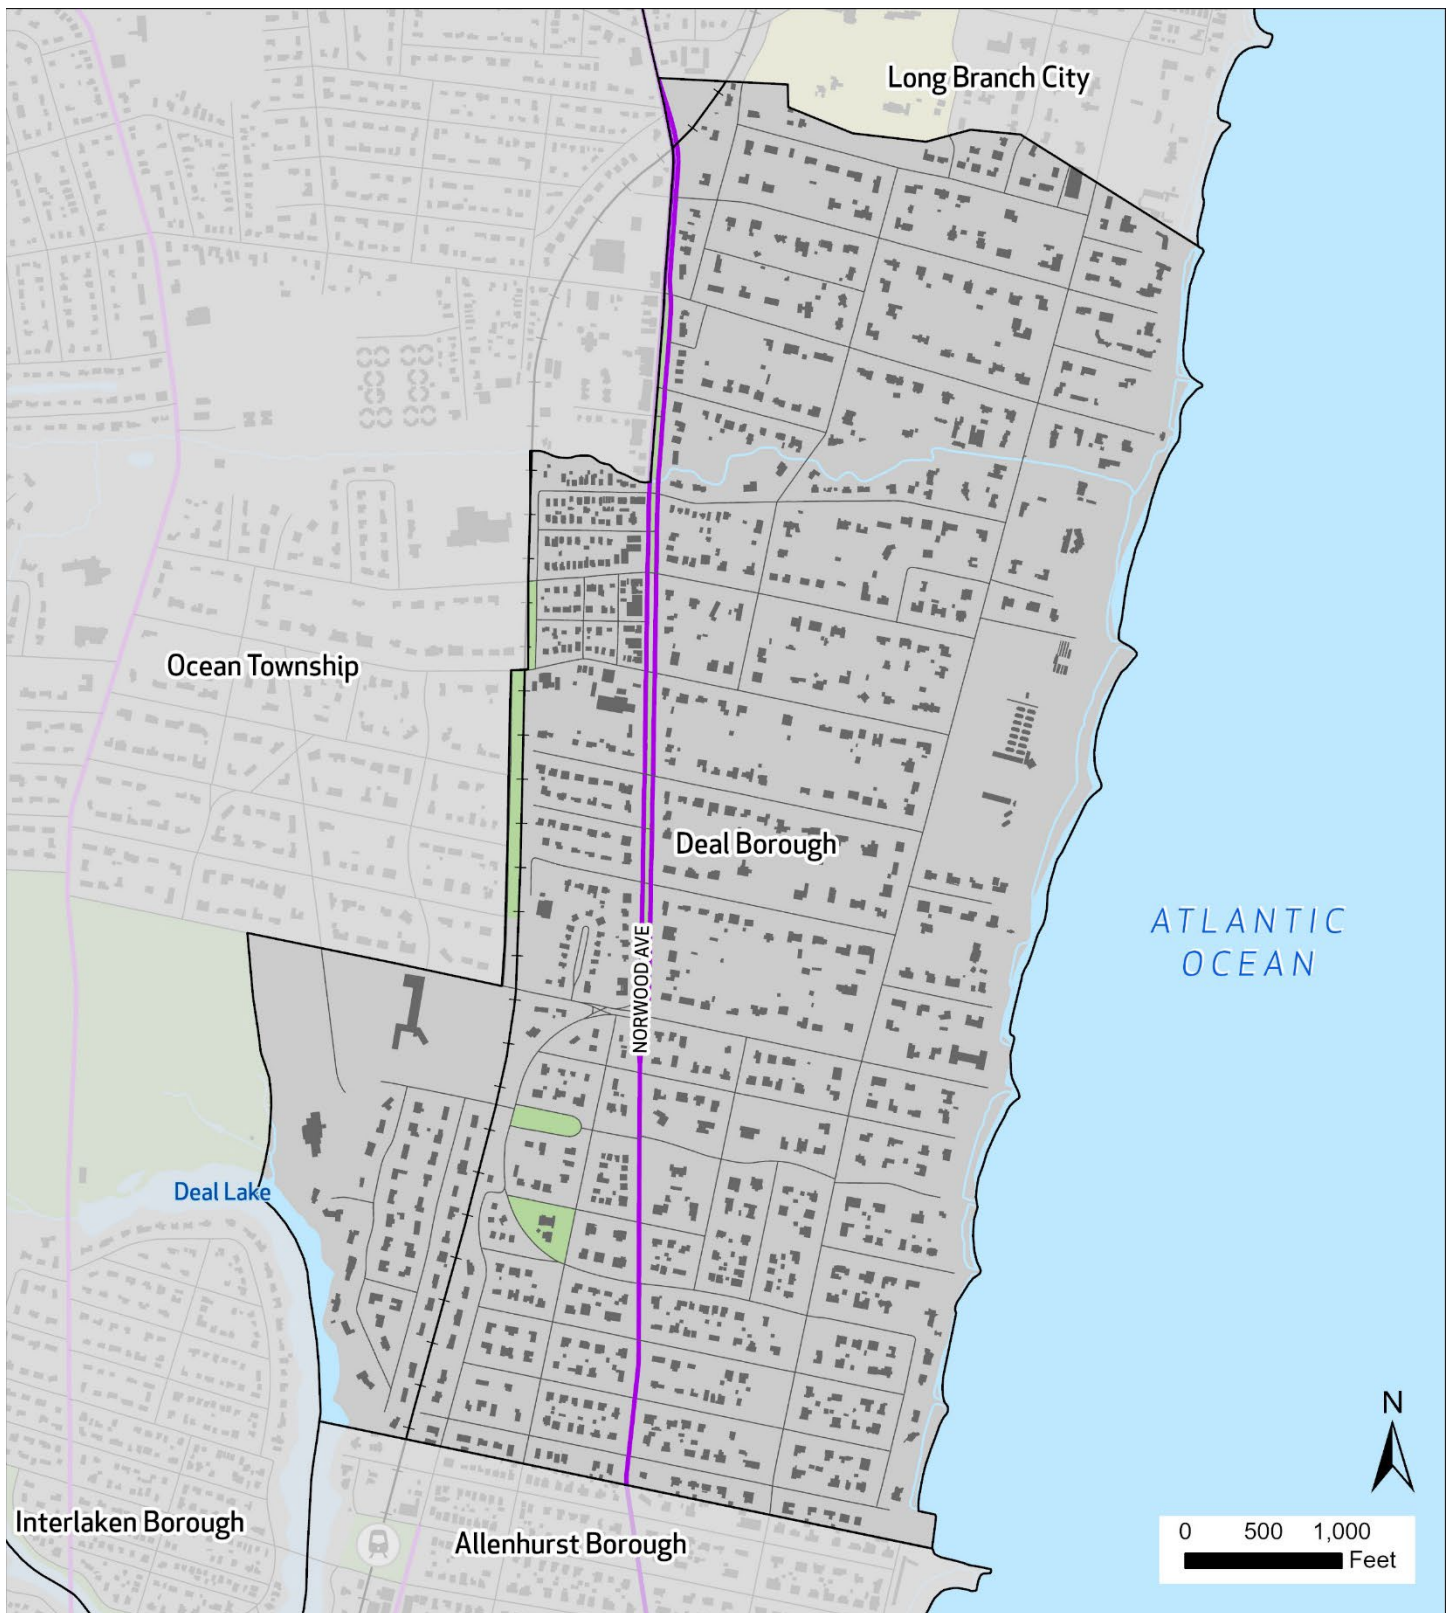 Long Branch City
Ocean Township
Deal Borough
ATLANTIC
OCEAN
NORWOOD AVE
Deal Lake
N
Interlaken Borough
Allenhurst Borough
0 500 1,000
Feet